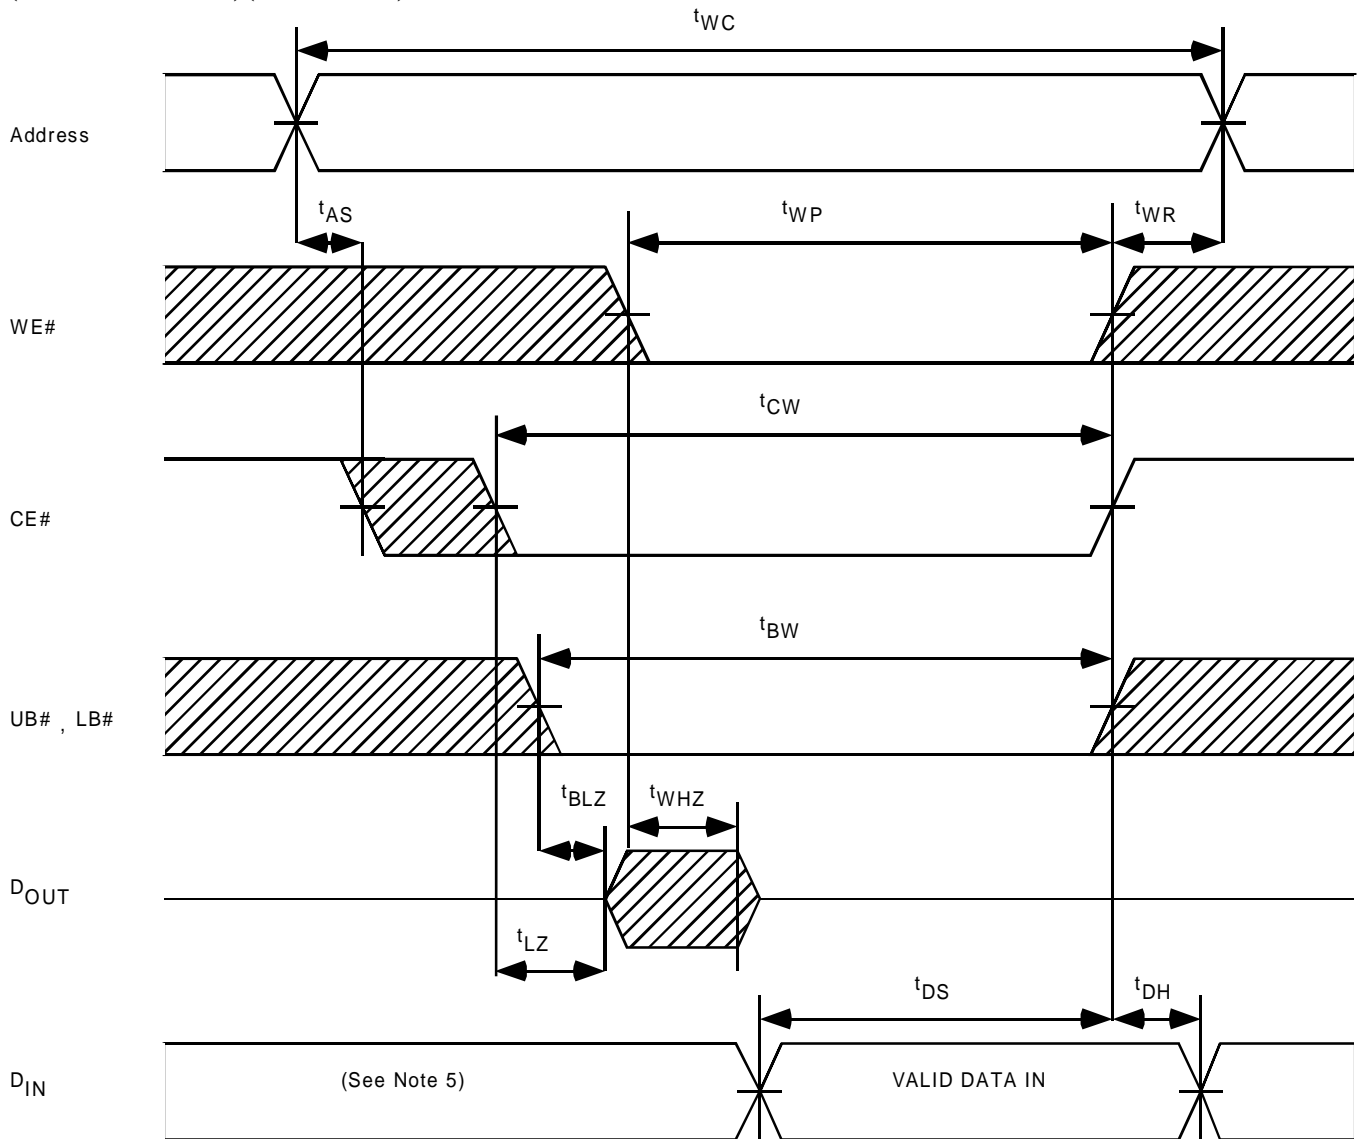 tWC
Address
tAS
tWP
tWR
WE#
tCW
CE#
tBW
UB# , LB#
tBLZ
tWHZ
DOUT
tLZ
tDS
tDH
DIN
(See Note 5)
VALID DATA IN